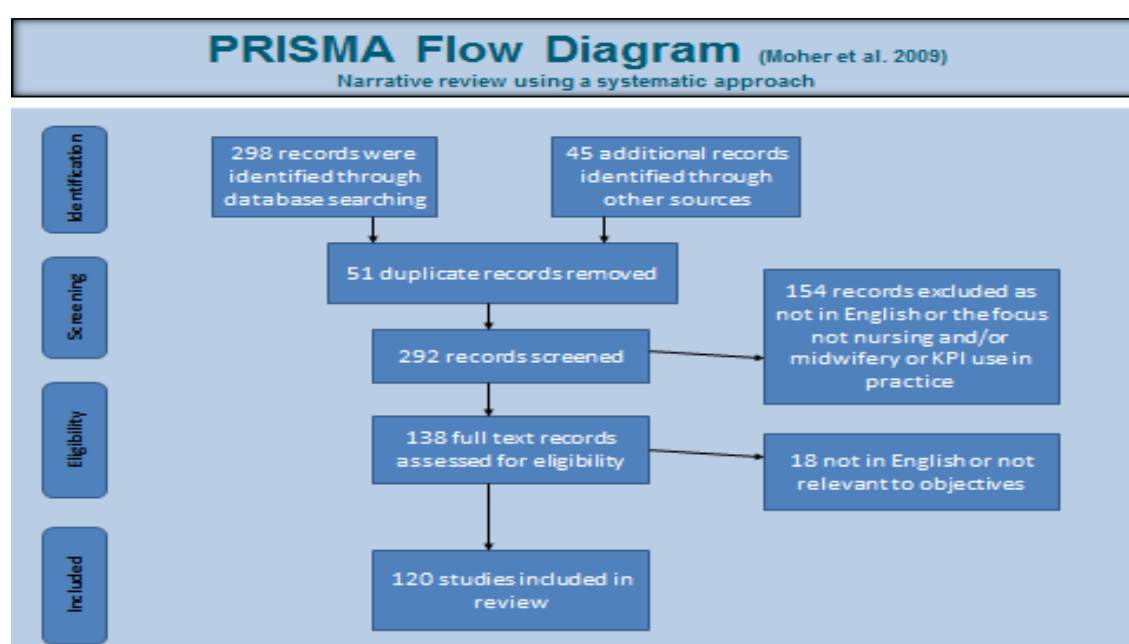 PRISMA Flow Diagram (Moher et al. 2009)
Narrative review using a systematic approach
Identification
298 records were
identified through
database searching
45 additional records
identified through
other sources
Screening
51 duplicate records removed
292 records screened
154 records excluded as
not in English or the focus
not nursing and/or
midwifery or KPI use in
practice
Eligibility
138 full text records
assessed for eligibility
18 not in English or not
relevant to objectives
Included
120 studies included in
review